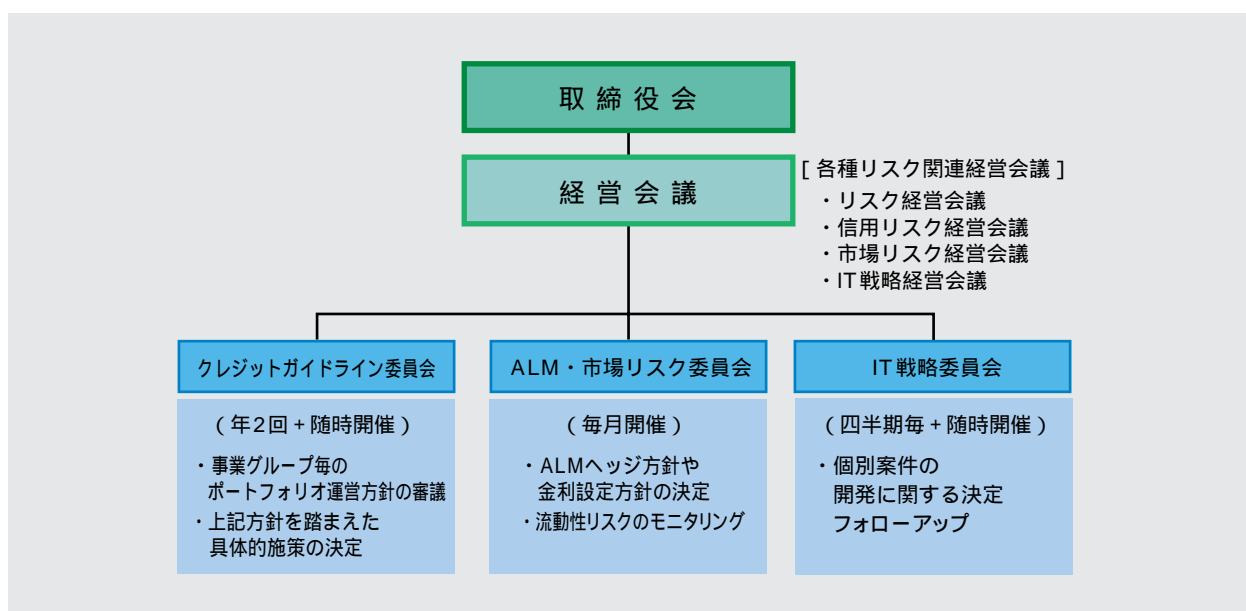 取締役会
経営会議
[ 各種リスク関連経営会議 ]
・リスク経営会議
・信用リスク経営会議
・市場リスク経営会議
・IT戦略経営会議
クレジットガイドライン委員会
（年2回+随時開催）
・事業グループ毎の
ポートフォリオ運営方針の審議
・上記方針を踏まえた
具体的施策の決定
ALM・市場リスク委員会
（毎月開催）
・ALMヘッジ方針や
金利設定方針の決定
・流動性リスクのモニタリング
IT戦略委員会
（四半期毎+随時開催）
・個別案件の
開発に関する決定
フォローアップ